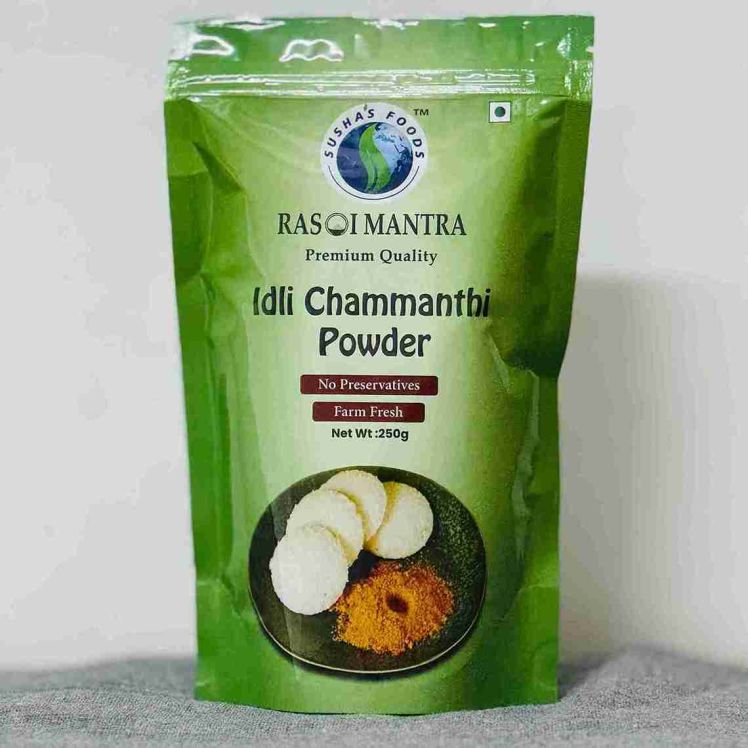 SUSHA'S FOODS
TM
RASOI MANTRA
Premium Quality
Idli Chammanthi
Powder
No Preservatives
Farm Fresh
Net Wt :250g